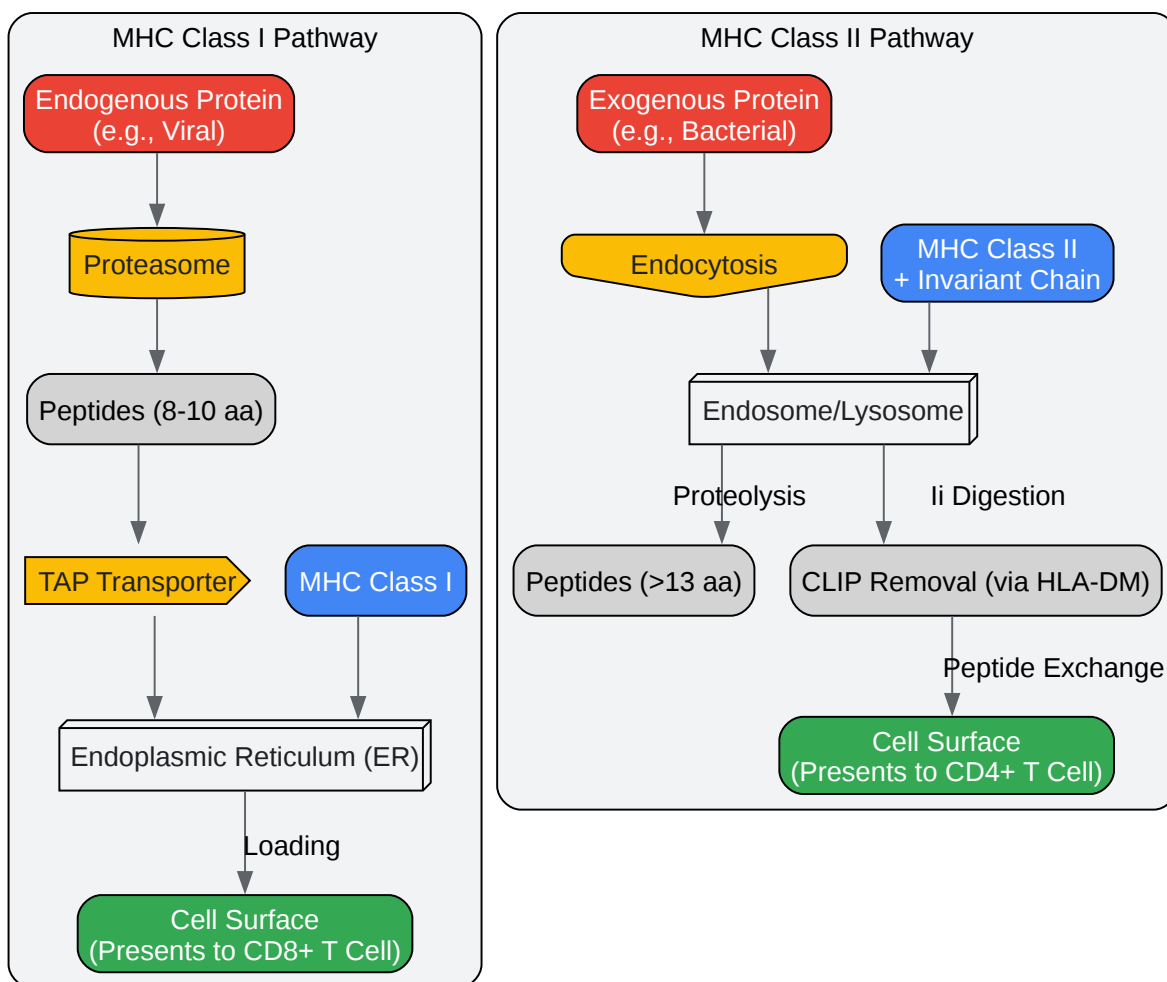 MHC Class I Pathway
Endogenous Protein
(e.g., Viral)
Proteasome
Peptides (8-10 aa)
TAP Transporter
MHC Class I
Endoplasmic Reticulum (ER)
Loading
Cell Surface
(Presents to CD8+ T Cell)
MHC Class II Pathway
Exogenous Protein
(e.g., Bacterial)
Endocytosis
MHC Class II
+ Invariant Chain
Endosome/Lysosome
Proteolysis
Ii Digestion
Peptides (>13 aa)
CLIP Removal (via HLA-DM)
Peptide Exchange
Cell Surface
(Presents to CD4+ T Cell)